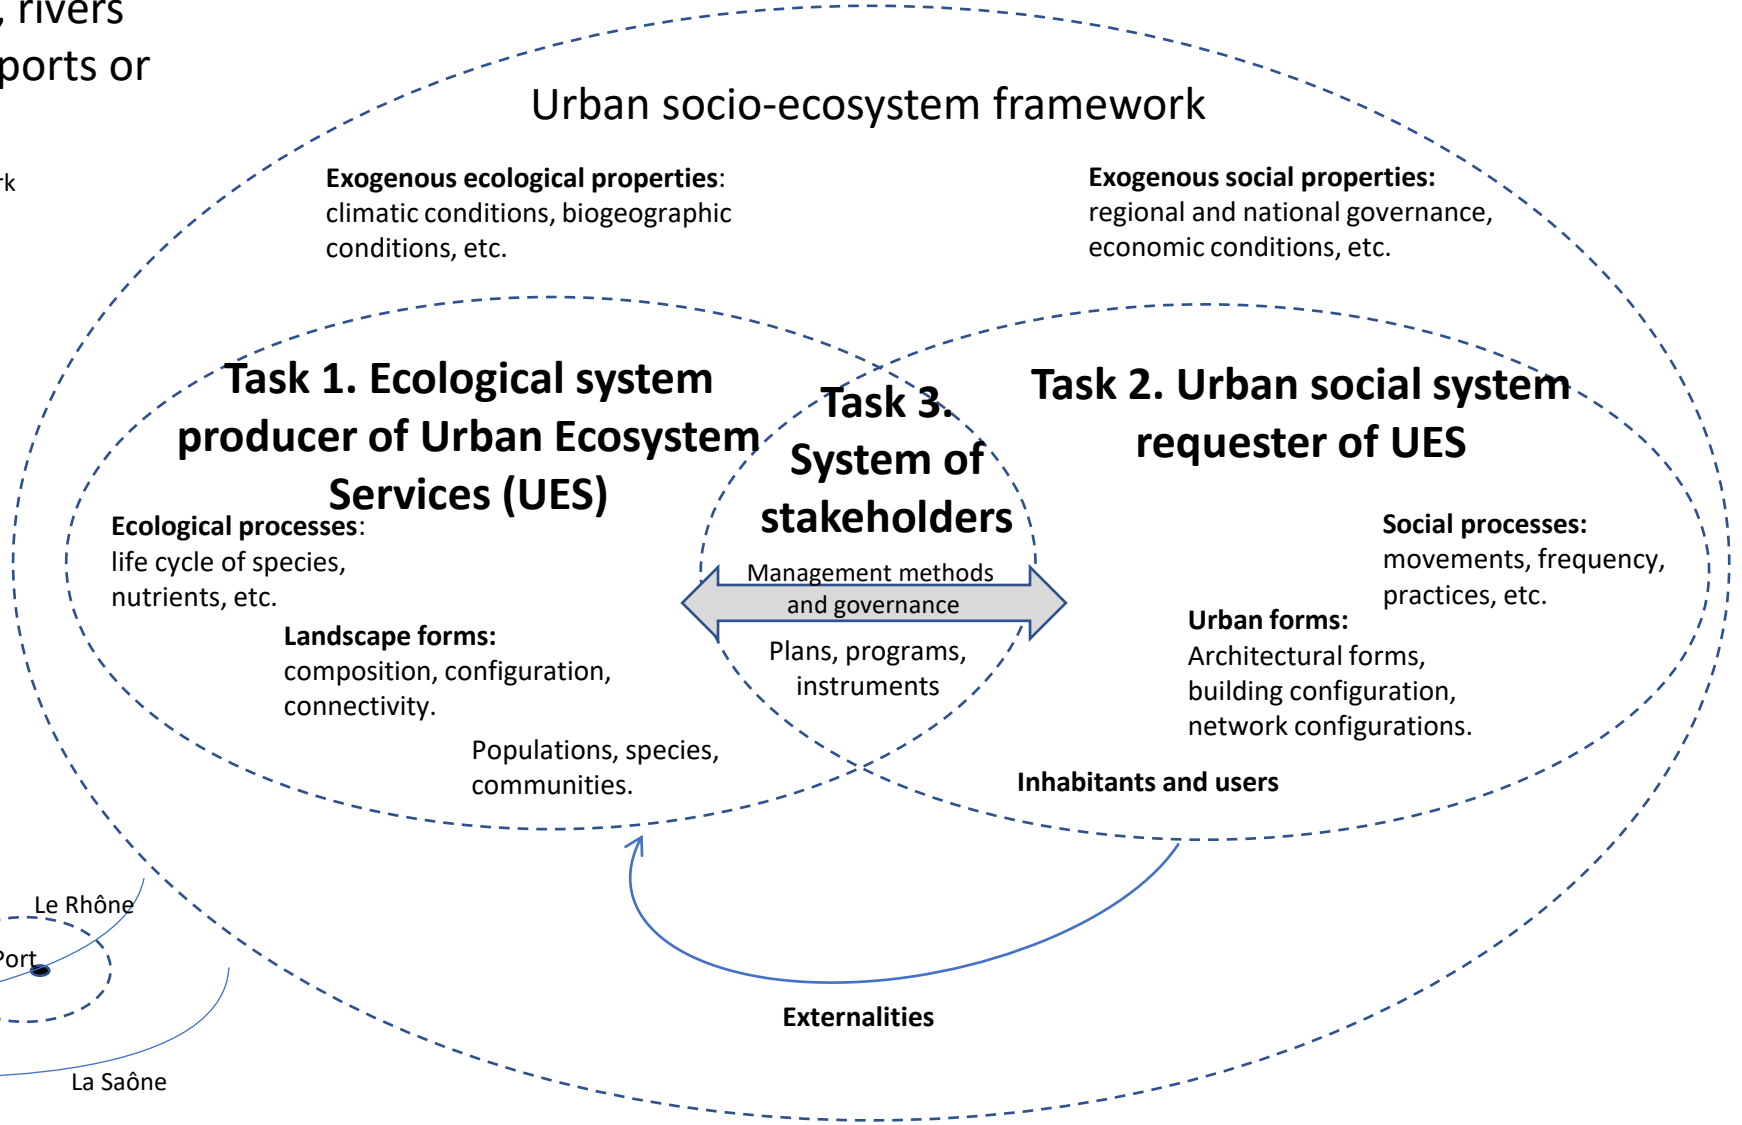 , rivers
ports or
rk
Urban socio-ecosystem framework
Exogenous ecological properties:
climatic conditions, biogeographic
conditions, etc.
Exogenous social properties:
regional and national governance,
economic conditions, etc.
Task 1. Ecological system
producer of Urban Ecosystem
Services (UES)
Ecological processes:
life cycle of species,
nutrients, etc.
Landscape forms:
composition, configuration,
connectivity.
Populations, species,
communities.
Task 3.
System of
stakeholders
Management methods
and governance
Plans, programs,
instruments
Task 2. Urban social system
requester of UES
Social processes:
movements, frequency,
practices, etc.
Urban forms:
Architectural forms,
building configuration,
network configurations.
Inhabitants and users
Externalities
Le Rhône
Port
La Saône